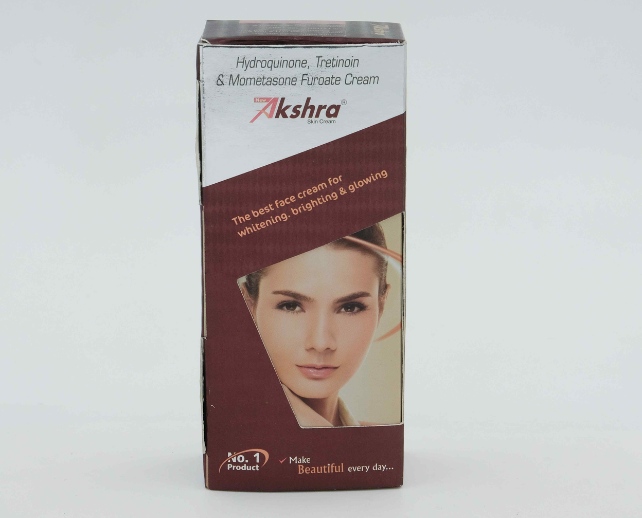 Hydroquinone, Tretinoin
& Mometasone Furoate Cream
New
Akshra®
Skin Cream
The best face cream for
whitening, brighting & glowing
No. 1
Product
✓ Make
Beautiful every day...